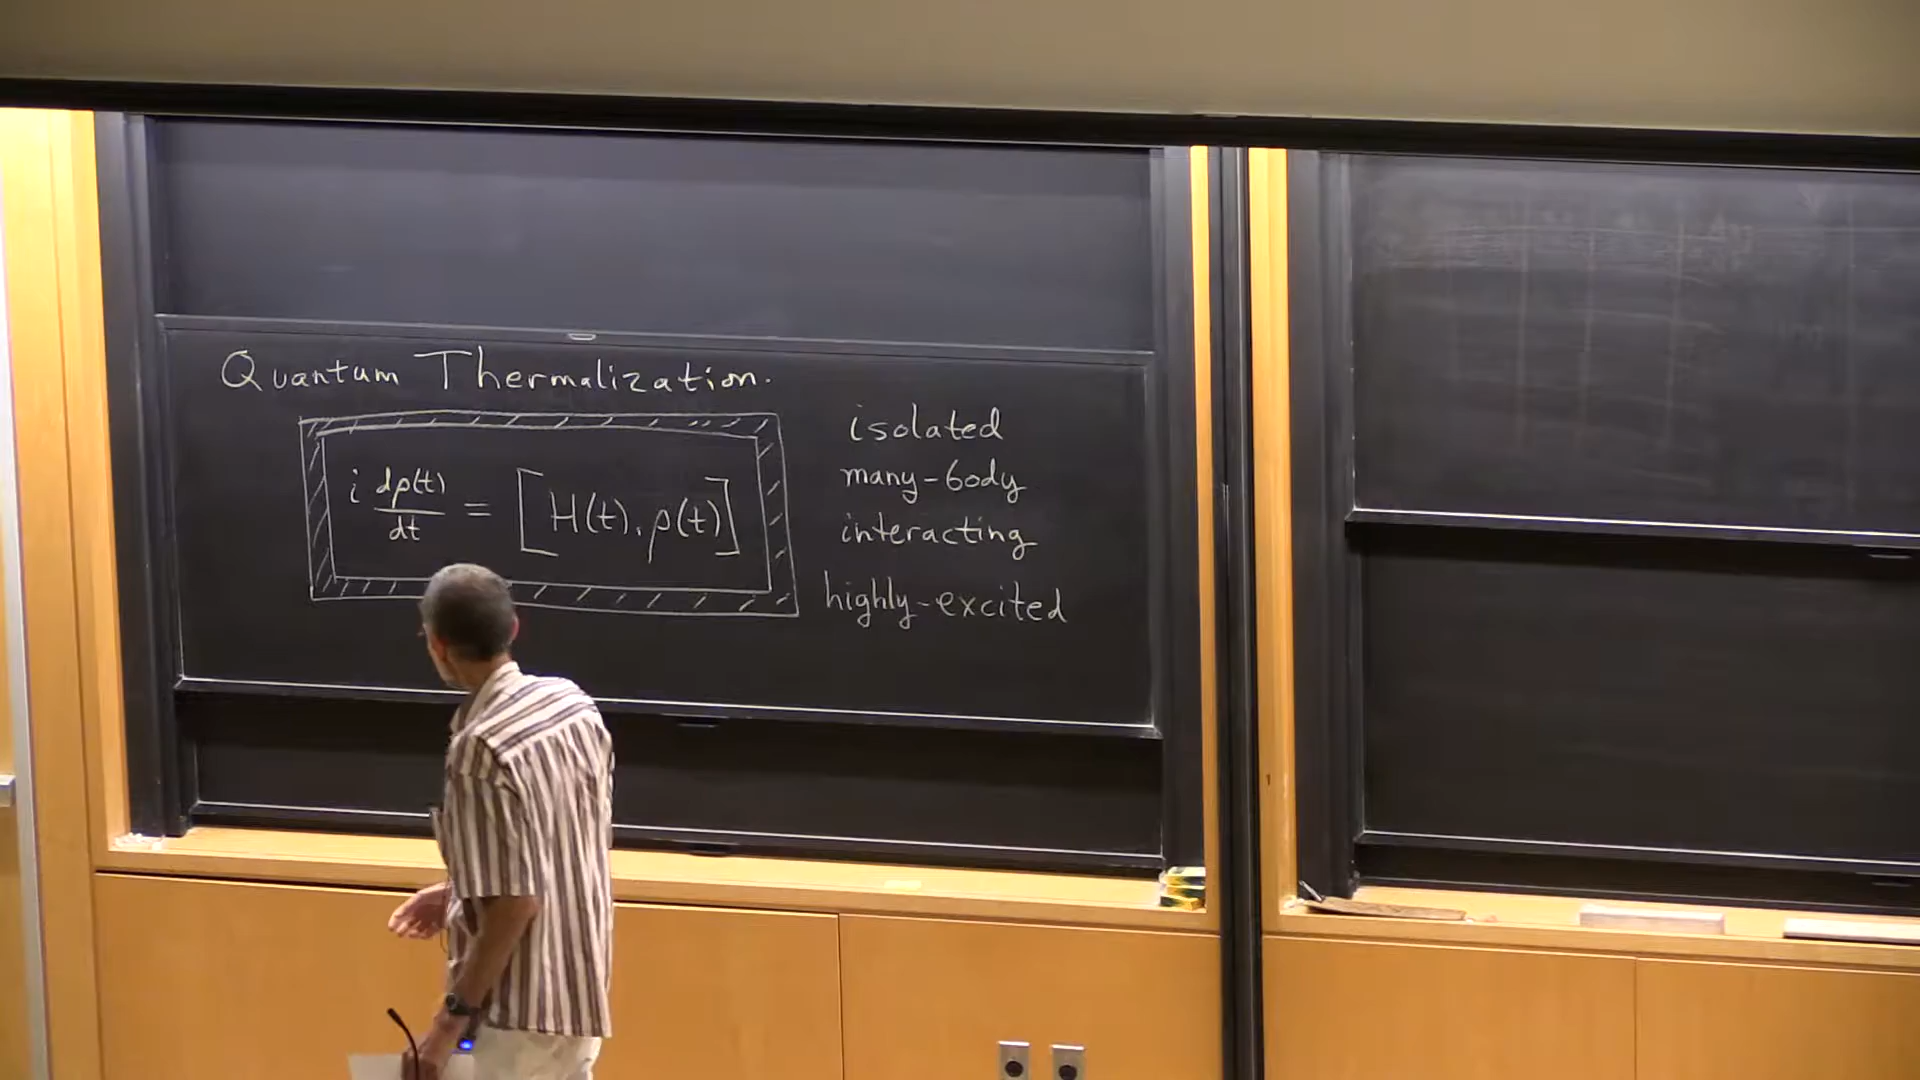 Quantum Thermalization.
i dρ(t)/dt = [H(t), ρ(t)]
isolated
many-body
interacting
highly-excited